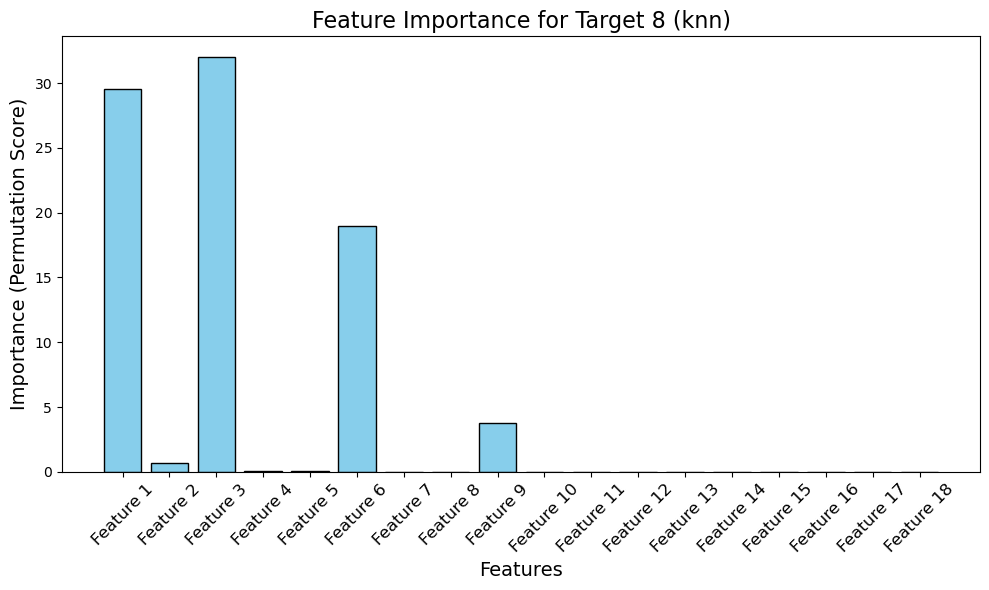 Feature Importance for Target 8 (knn)
Importance (Permutation Score)
30
25
20
15
10
5
0
Feature 1
Feature 2
Feature 3
Feature 4
Feature 5
Feature 6
Feature 7
Feature 8
Feature 9
Feature 10
Feature 11
Feature 12
Feature 13
Feature 14
Feature 15
Feature 16
Feature 17
Feature 18
Features